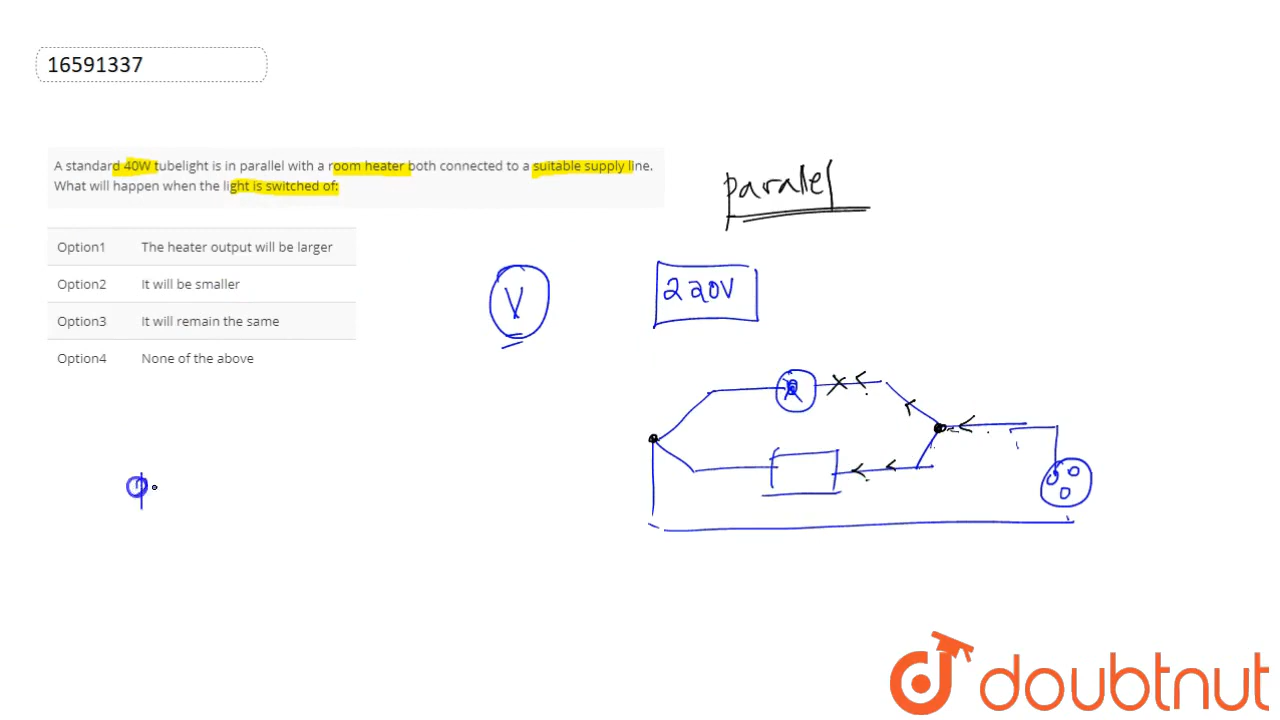 16591337
A standard 40W tubelight is in parallel with a room heater both connected to a suitable supply line.
What will happen when the light is switched of:
parallel
Option1 The heater output will be larger
Option2 It will be smaller
Option3 It will remain the same
Option4 None of the above
V
220V
doubtnut